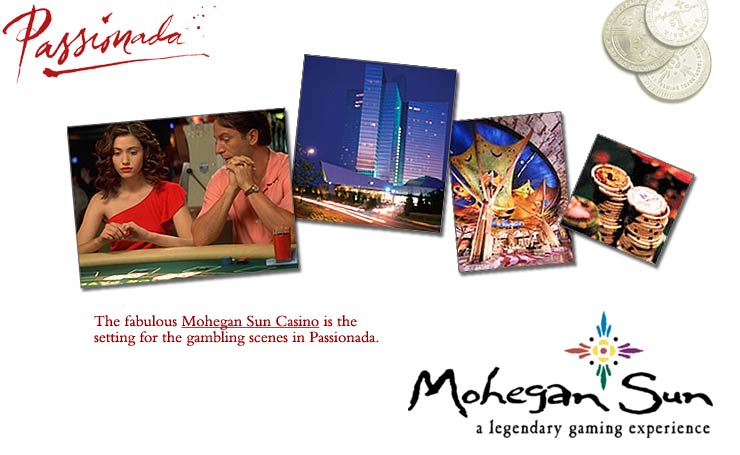 Passionada
The fabulous Mohegan Sun Casino is the
setting for the gambling scenes in Passionada.
Mohegan Sun
a legendary gaming experience